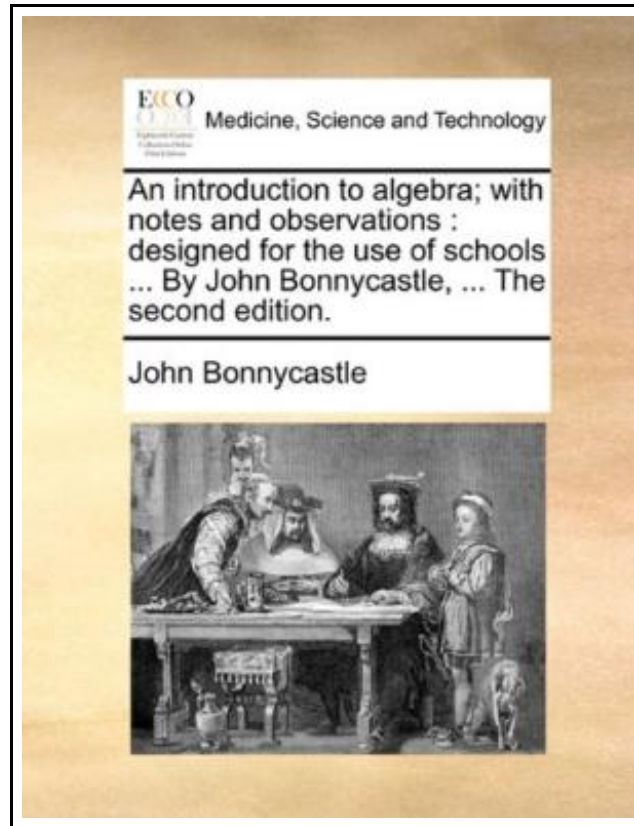 ECCO
Medicine, Science and Technology
An introduction to algebra; with
notes and observations :
designed for the use of schools
... By John Bonnycastle, ... The
second edition.
John Bonnycastle